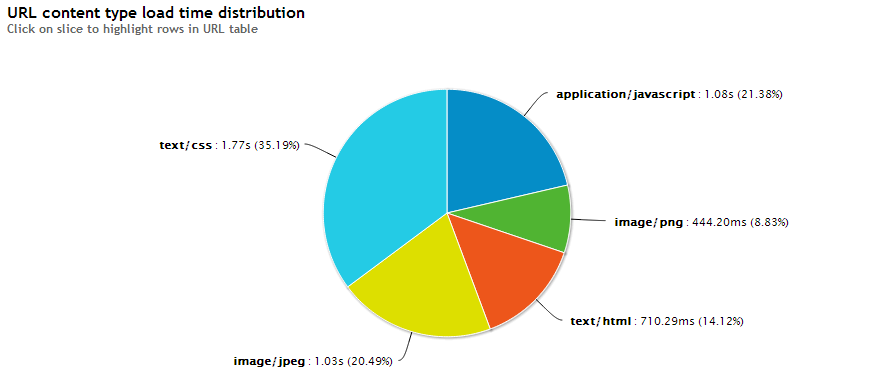 URL content type load time distribution
Click on slice to highlight rows in URL table
application/javascript : 1.08s (21.38%)
text/css : 1.77s (35.19%)
image/png : 444.20ms (8.83%)
text/html : 710.29ms (14.12%)
image/jpeg : 1.03s (20.49%)